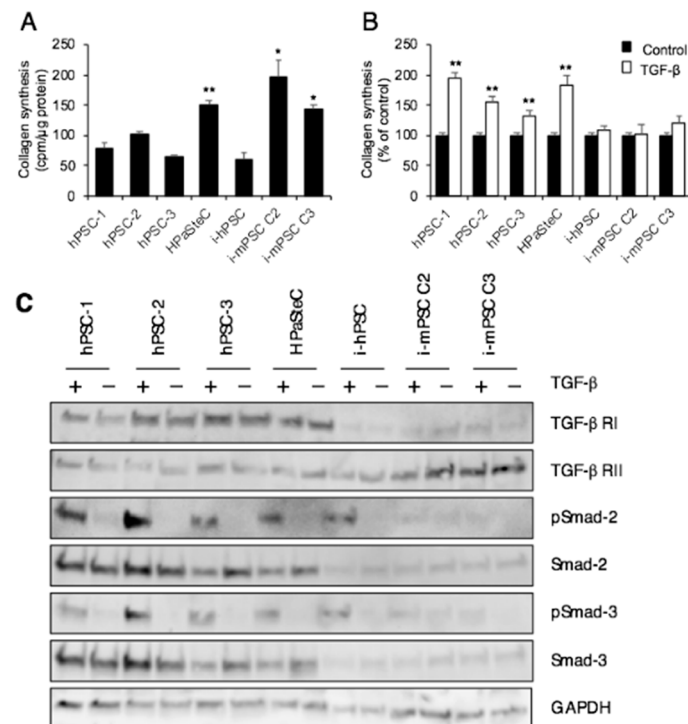 A
Collagen synthesis
(cpm/µg protein)
250
200
150
100
50
0
**
*
*
hPSC-1
hPSC-2
hPSC-3
HPaSteC
i-hPSC
i-mPSC C2
i-mPSC C3
B
Collagen synthesis
(% of control)
250
200
150
100
50
0
**
**
**
**
Control
TGF-β
hPSC-1
hPSC-2
hPSC-3
HPaSteC
i-hPSC
i-mPSC C2
i-mPSC C3
C
hPSC-1
hPSC-2
hPSC-3
HPaSteC
i-hPSC
i-mPSC C2
i-mPSC C3
+ − + − + − + − + − + − + − TGF-β
TGF-β RI
TGF-β RII
pSmad-2
Smad-2
pSmad-3
Smad-3
GAPDH